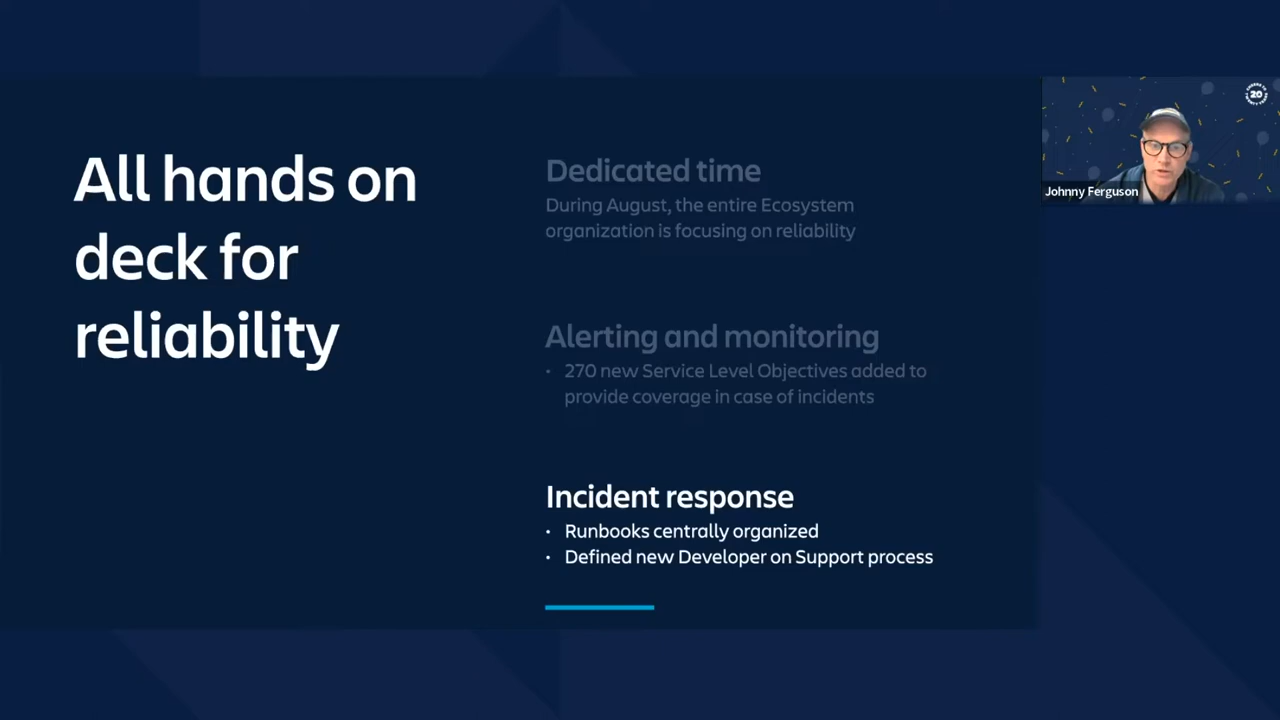 All hands on
deck for
reliability
Dedicated time
During August, the entire Ecosystem
organization is focusing on reliability
Alerting and monitoring
• 270 new Service Level Objectives added to
provide coverage in case of incidents
Incident response
• Runbooks centrally organized
• Defined new Developer on Support process
20
Johnny Ferguson